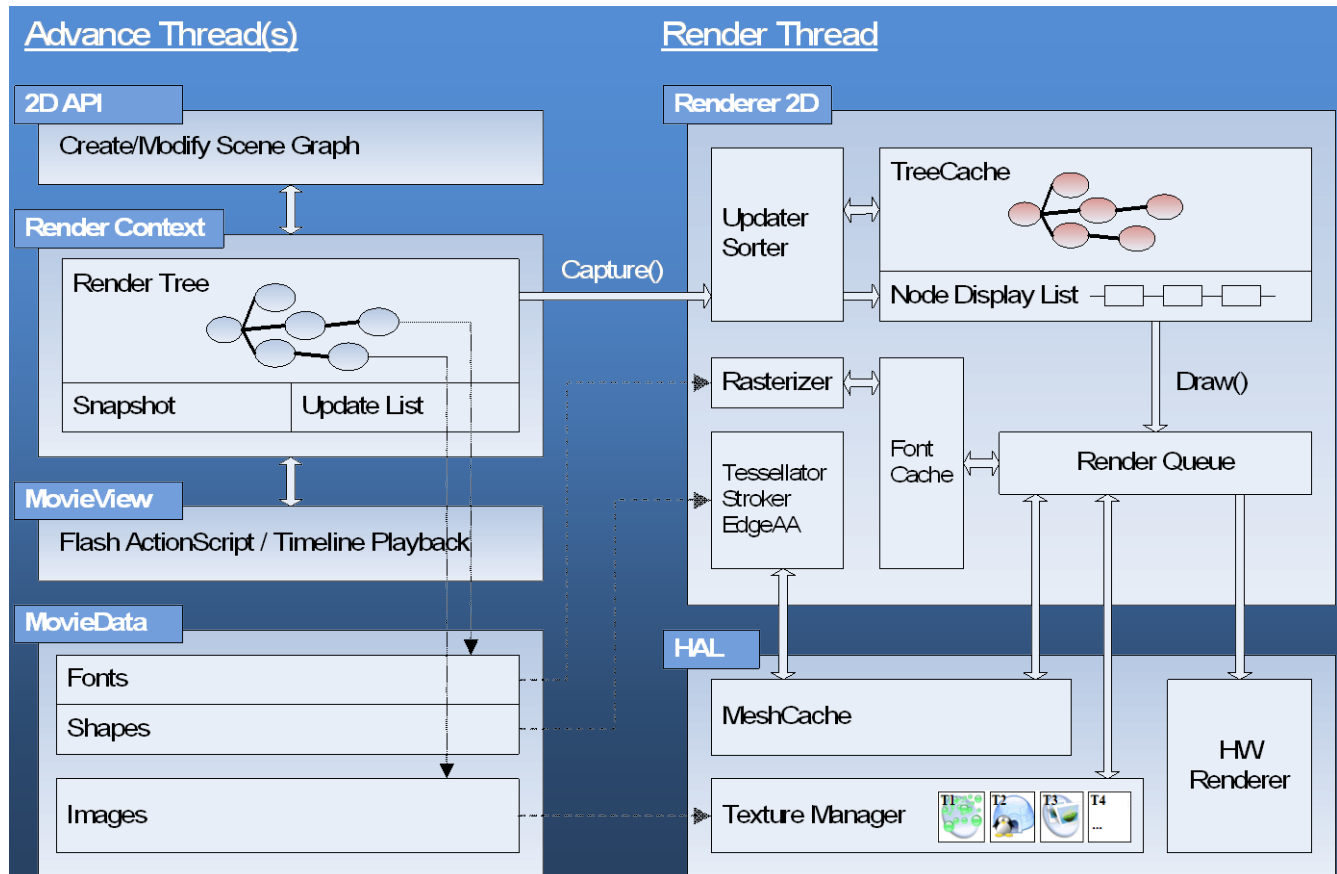 Advance Thread(s)
2D API
Create/Modify Scene Graph
Render Context
Render Tree
Snapshot
Update List
MovieView
Flash ActionScript / Timeline Playback
MovieData
Fonts
Shapes
Images
Capture()
Render Thread
Renderer 2D
Updater
Sorter
TreeCache
Node Display List
Draw()
Rasterizer
Tessellator
Stroker
EdgeAA
Font
Cache
Render Queue
HAL
MeshCache
Texture Manager
T1
T2
T3
T4
...
HW
Renderer